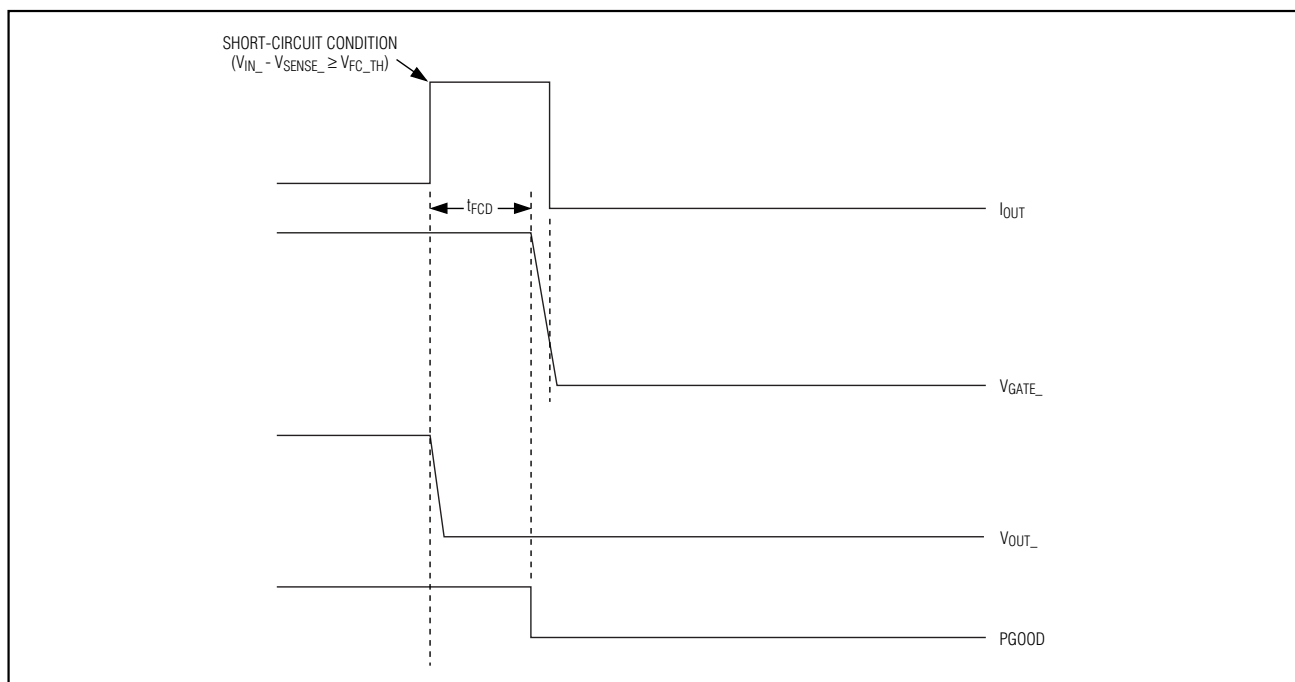 SHORT-CIRCUIT CONDITION
(VIN_ - VSENSE_ ≥ VFC_TH)
tFCD
IOUT
VGATE_
VOUT_
PGOOD